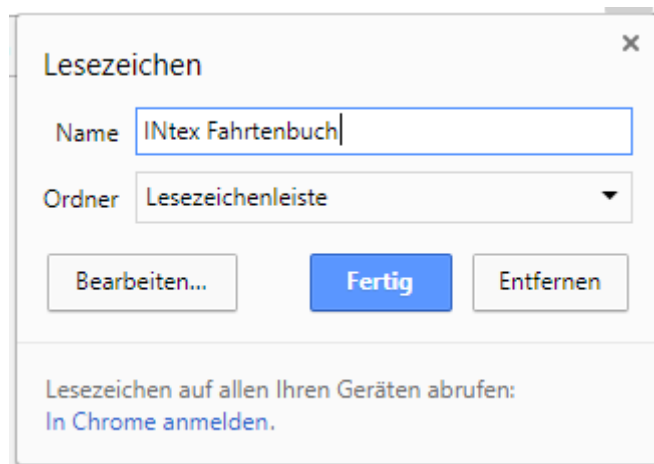 Lesezeichen
Name INtex Fahrtenbuch
Ordner Lesezeichenleiste
Bearbeiten... Fertig Entfernen
Lesezeichen auf allen Ihren Geräten abrufen:
In Chrome anmelden.